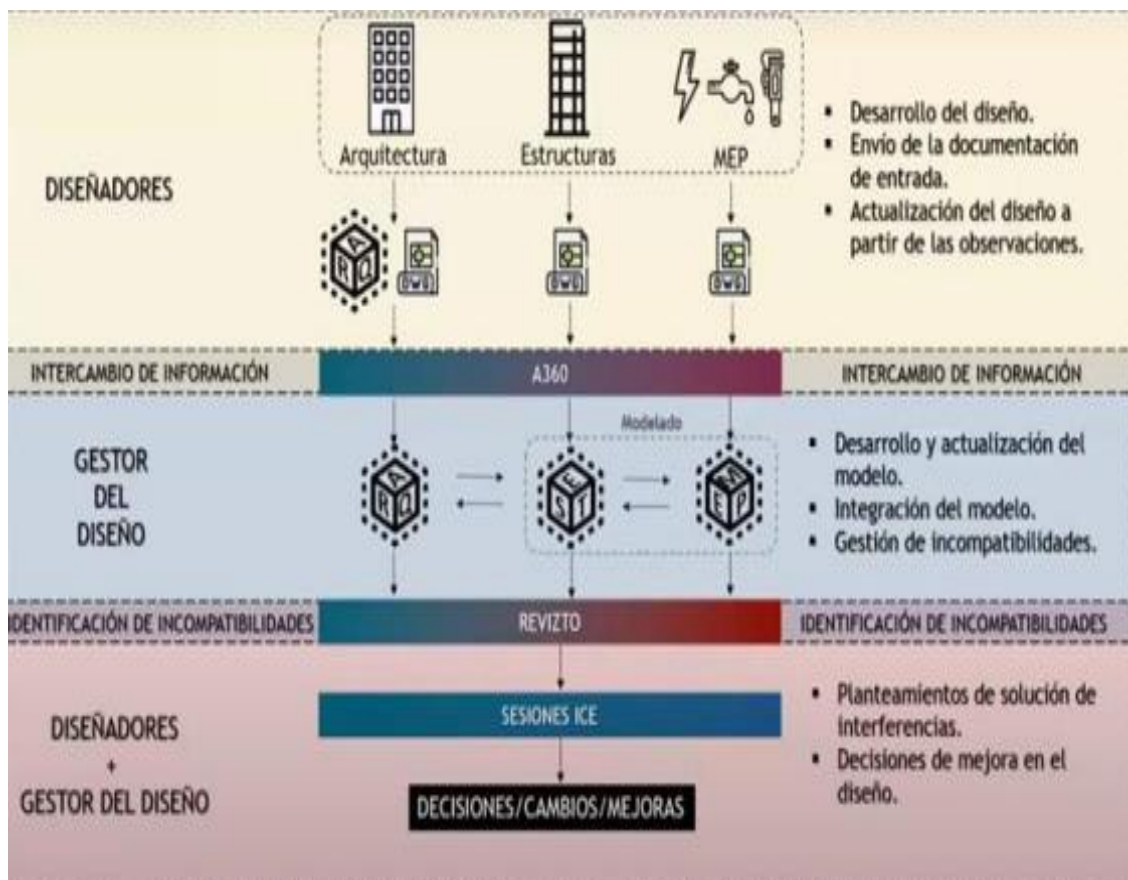 Arquitectura
Estructuras
MEP
DISEÑADORES
▪ Desarrollo del diseño.
▪ Envío de la documentación
de entrada.
▪ Actualización del diseño a
partir de las observaciones.
A
R Q
DWG
DWG
DWG
INTERCAMBIO DE INFORMACIÓN
A360
INTERCAMBIO DE INFORMACIÓN
GESTOR
DEL
DISEÑO
Modelado
A
R Q
E
S T
M
E P
▪ Desarrollo y actualización del
modelo.
▪ Integración del modelo.
▪ Gestión de incompatibilidades.
IDENTIFICACIÓN DE INCOMPATIBILIDADES
REVIZTO
IDENTIFICACIÓN DE INCOMPATIBILIDADES
DISEÑADORES
+
GESTOR DEL DISEÑO
SESIONES ICE
DECISIONES/CAMBIOS/MEJORAS
▪ Planteamientos de solución de
interferencias.
▪ Decisiones de mejora en el
diseño.